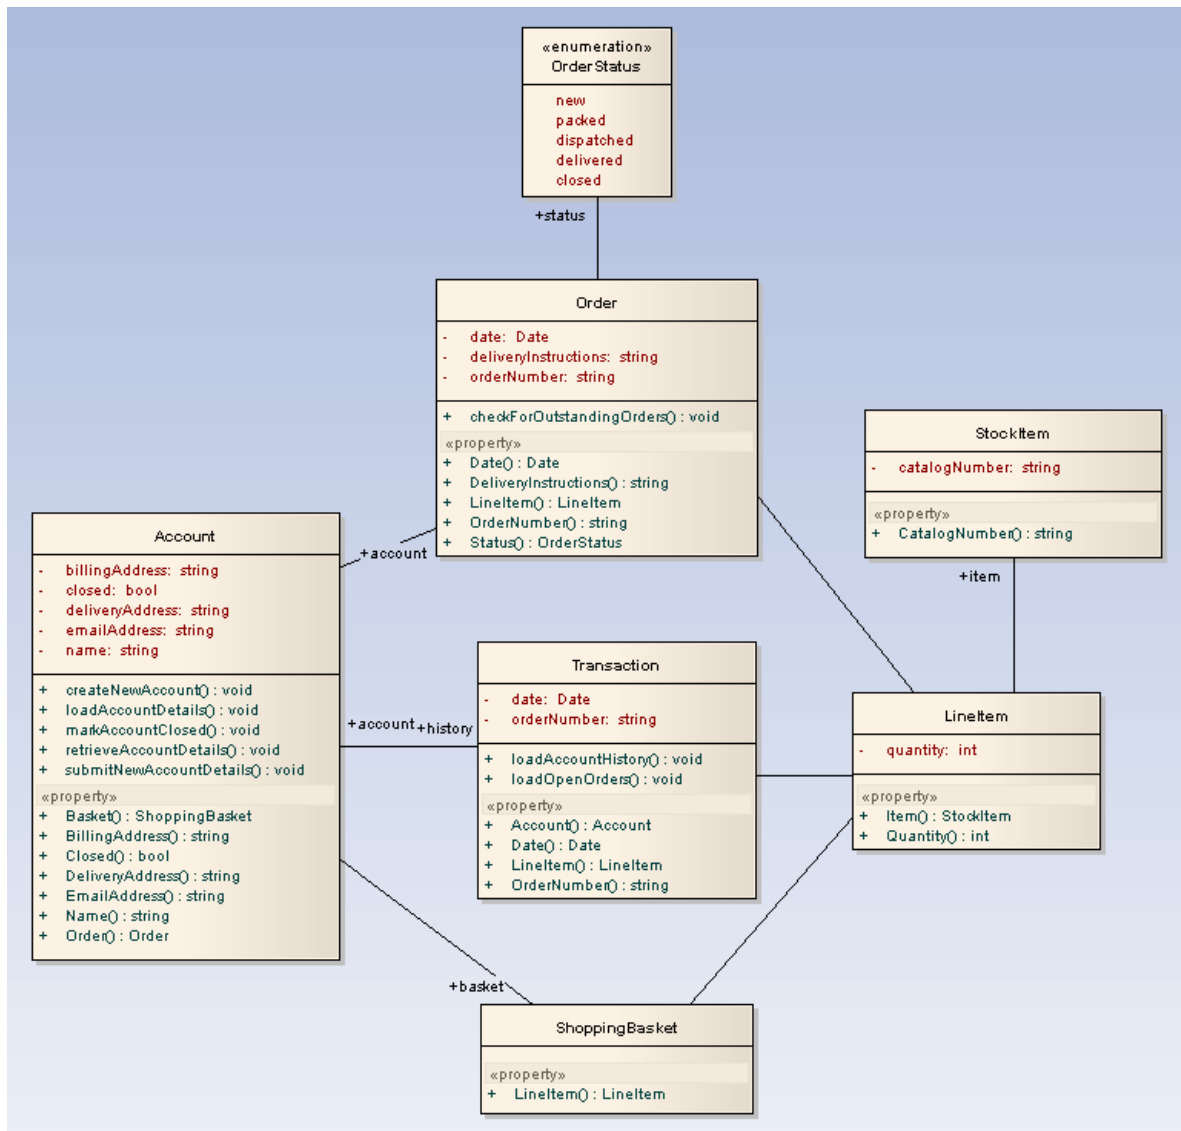 «enumeration»
OrderStatus
new
packed
dispatched
delivered
closed
+status
Order
- date: Date
- deliveryInstructions: string
- orderNumber: string
+ checkForOutstandingOrders() : void
«property»
+ Date() : Date
+ DeliveryInstructions() : string
+ LineItem() : LineItem
+ OrderNumber() : string
+ Status() : OrderStatus
StockItem
- catalogNumber: string
«property»
+ CatalogNumber() : string
+item
+account
Account
- billingAddress: string
- closed: bool
- deliveryAddress: string
- emailAddress: string
- name: string
+ createNewAccount() : void
+ loadAccountDetails() : void
+ markAccountClosed() : void
+ retrieveAccountDetails() : void
+ submitNewAccountDetails() : void
«property»
+ Basket() : ShoppingBasket
+ BillingAddress() : string
+ Closed() : bool
+ DeliveryAddress() : string
+ EmailAddress() : string
+ Name() : string
+ Order() : Order
+account +history
Transaction
- date: Date
- orderNumber: string
+ loadAccountHistory() : void
+ loadOpenOrders() : void
«property»
+ Account() : Account
+ Date() : Date
+ LineItem() : LineItem
+ OrderNumber() : string
LineItem
- quantity: int
«property»
+ Item() : StockItem
+ Quantity() : int
+basket
ShoppingBasket
«property»
+ LineItem() : LineItem